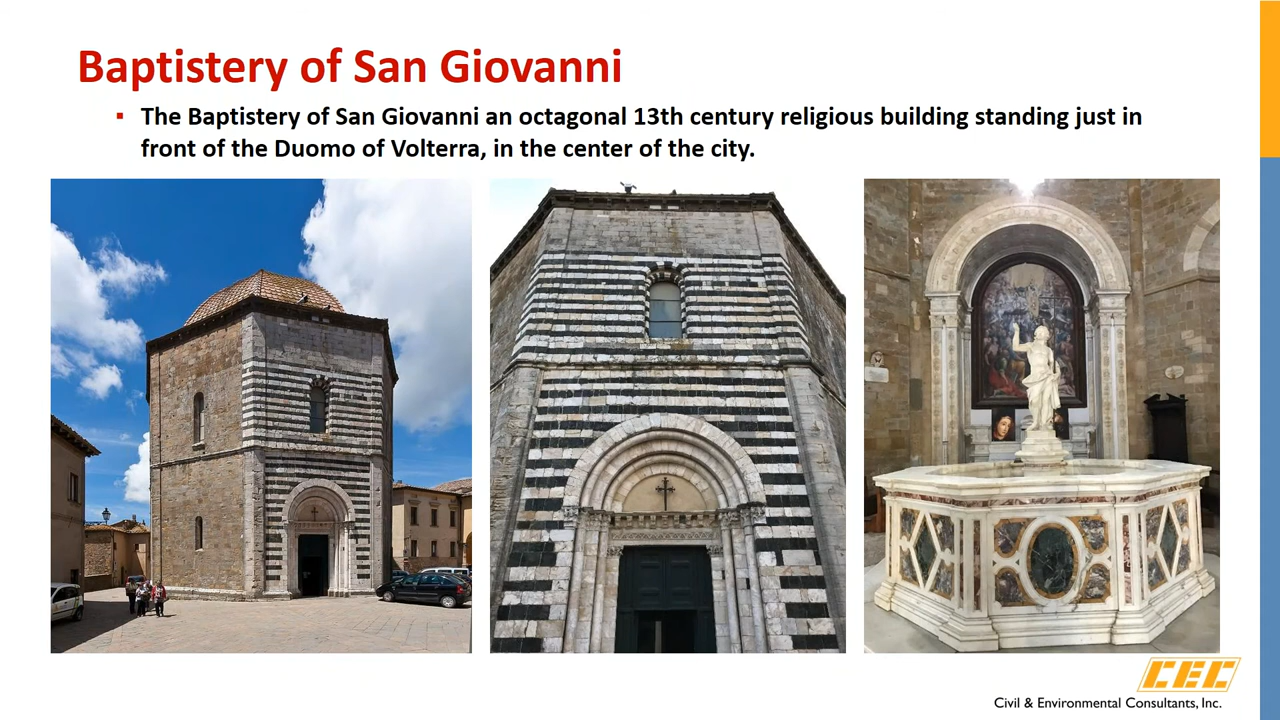 Baptistery of San Giovanni
▪ The Baptistery of San Giovanni an octagonal 13th century religious building standing just in
front of the Duomo of Volterra, in the center of the city.
CEC
Civil & Environmental Consultants, Inc.